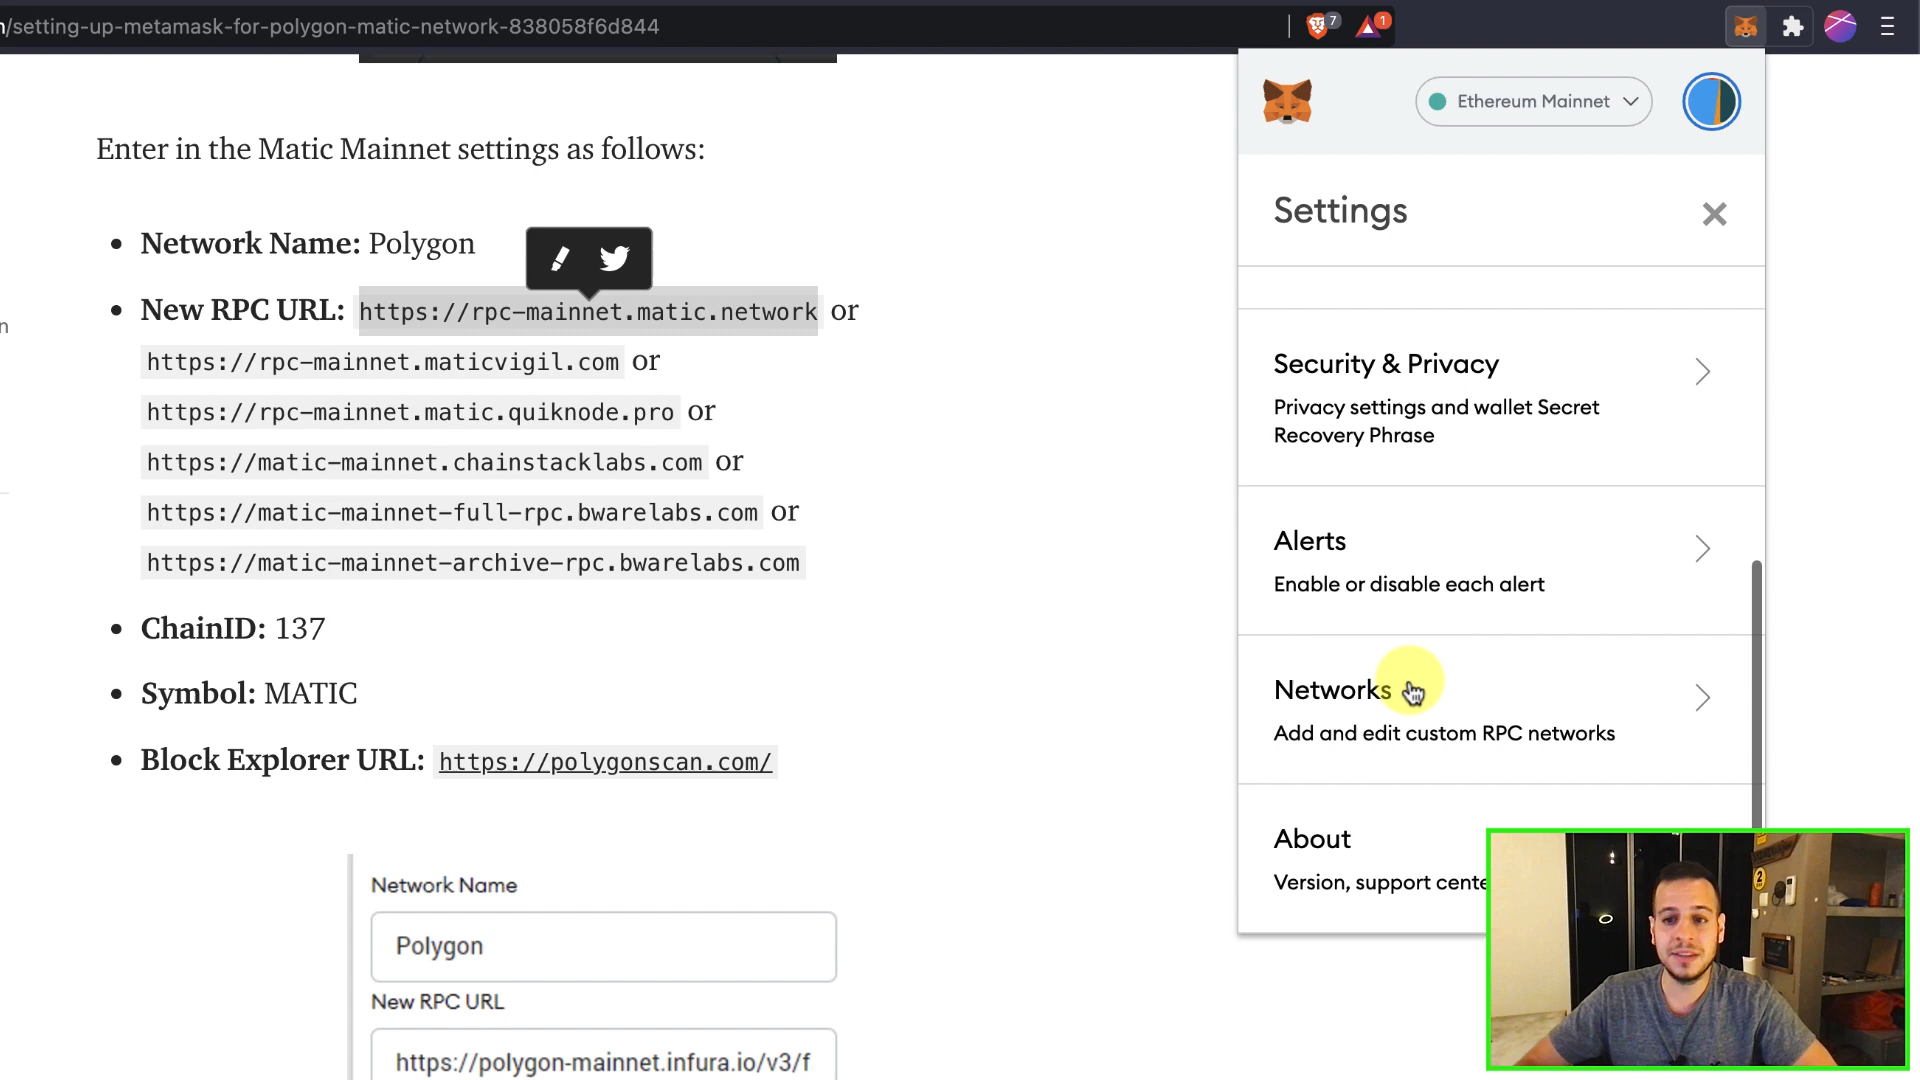 /setting-up-metamask-for-polygon-matic-network-838058f6d844
7
1
Enter in the Matic Mainnet settings as follows:
• Network Name: Polygon
• New RPC URL: https://rpc-mainnet.matic.network or
https://rpc-mainnet.maticvigil.com or
https://rpc-mainnet.matic.quiknode.pro or
https://matic-mainnet.chainstacklabs.com or
https://matic-mainnet-full-rpc.bwarelabs.com or
https://matic-mainnet-archive-rpc.bwarelabs.com
• ChainID: 137
• Symbol: MATIC
• Block Explorer URL: https://polygonscan.com/
n
Network Name
Polygon
New RPC URL
https://polygon-mainnet.infura.io/v3/f
Ethereum Mainnet
Settings
Security & Privacy
Privacy settings and wallet Secret
Recovery Phrase
Alerts
Enable or disable each alert
Networks
Add and edit custom RPC networks
About
Version, support cente
2